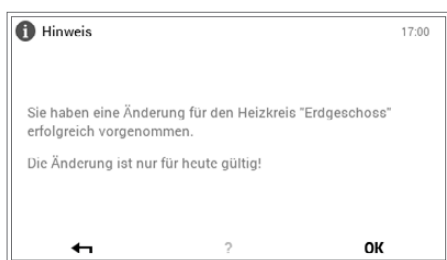 Hinweis 17:00
Sie haben eine Änderung für den Heizkreis "Erdgeschoss"
erfolgreich vorgenommen.
Die Änderung ist nur für heute gültig!
? OK